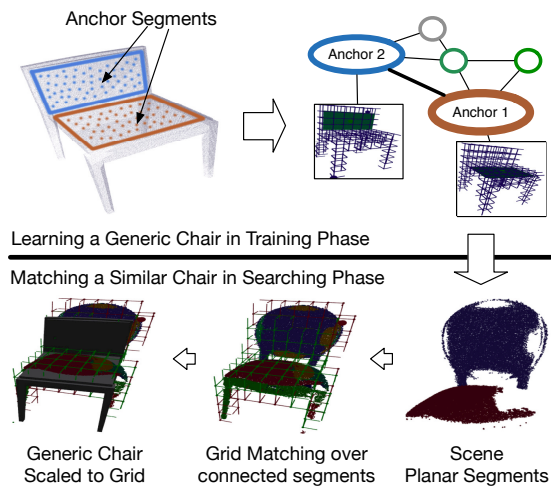 Anchor Segments
Anchor 2
Anchor 1
Learning a Generic Chair in Training Phase
Matching a Similar Chair in Searching Phase
Generic Chair
Scaled to Grid
Grid Matching over
connected segments
Scene
Planar Segments